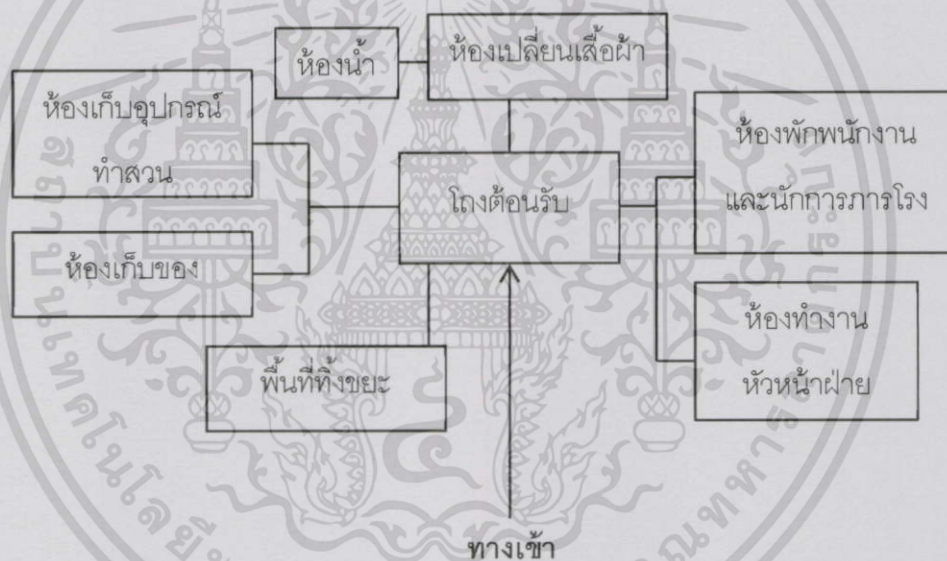 ห้องน้ำ
ห้องเปลี่ยนเสื้อผ้า
ห้องเก็บอุปกรณ์
ทำสวน
ห้องพักพนักงาน
และนักการภารโรง
โถงต้อนรับ
ห้องเก็บของ
ห้องทำงาน
หัวหน้าฝ่าย
พื้นที่ทิ้งขยะ
ทางเข้า